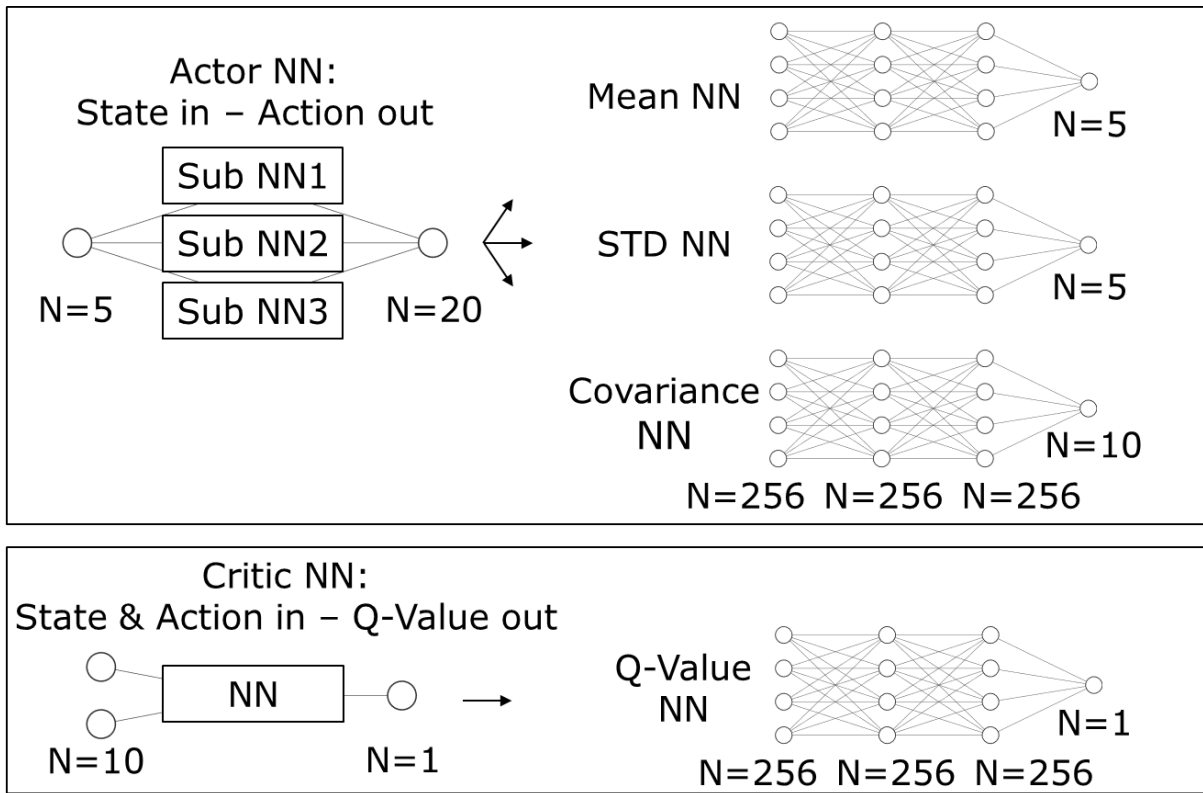 Actor NN:
State in – Action out
Sub NN1
Sub NN2
Sub NN3
N=5
N=20
Mean NN
N=5
STD NN
N=5
Covariance
NN
N=10
N=256 N=256 N=256
Critic NN:
State & Action in – Q-Value out
NN
N=10
N=1
Q-Value
NN
N=1
N=256 N=256 N=256